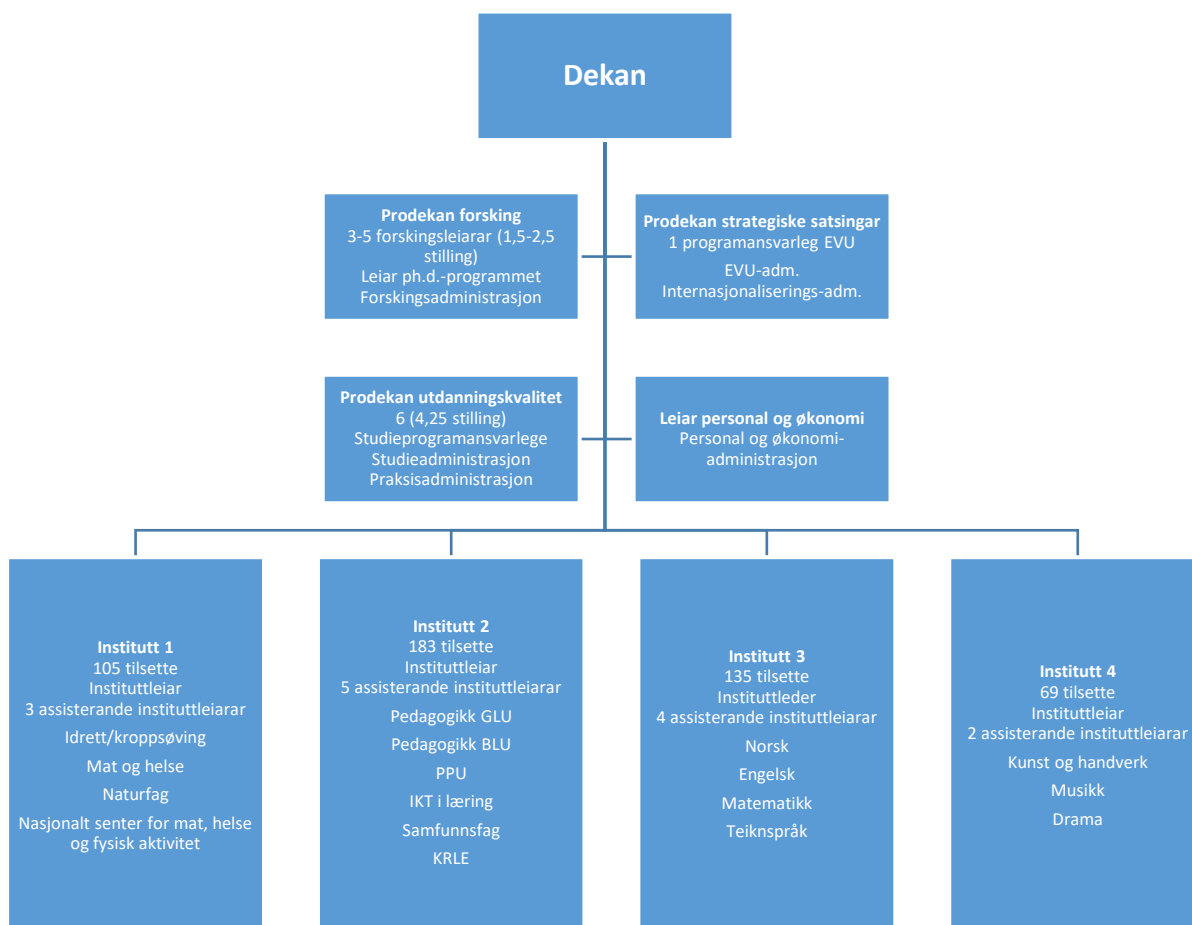 Dekan
Prodekan forsking
3-5 forskingsleiarar (1,5-2,5
stilling)
Leiar ph.d.-programmet
Forskingsadministrasjon
Prodekan strategiske satsingar
1 programansvarleg EVU
EVU-adm.
Internasjonaliserings-adm.
Prodekan utdanningskvalitet
6 (4,25 stilling)
Studieprogramansvarlege
Studieadministrasjon
Praksisadministrasjon
Leiar personal og økonomi
Personal og økonomi-
administrasjon
Institutt 1
105 tilsette
Instituttleiar
3 assisterande instituttleiarar
Idrett/kroppsøving
Mat og helse
Naturfag
Nasjonalt senter for mat, helse
og fysisk aktivitet
Institutt 2
183 tilsette
Instituttleiar
5 assisterande instituttleiarar
Pedagogikk GLU
Pedagogikk BLU
PPU
IKT i læring
Samfunnsfag
KRLE
Institutt 3
135 tilsette
Instituttleder
4 assisterande instituttleiarar
Norsk
Engelsk
Matematikk
Teiknspråk
Institutt 4
69 tilsette
Instituttleiar
2 assisterande instituttleiarar
Kunst og handverk
Musikk
Drama